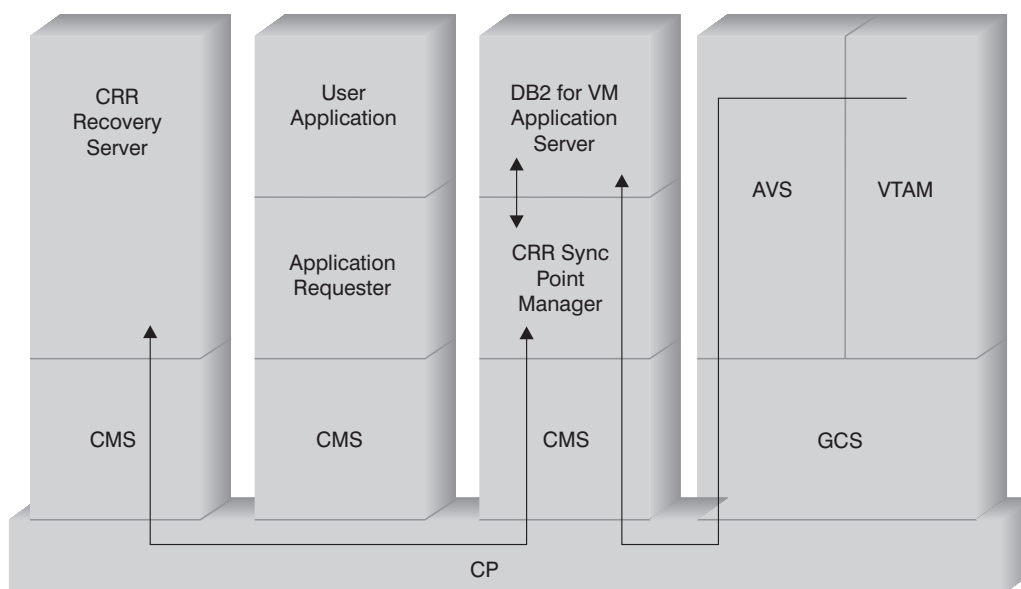 CRR
Recovery
Server
User
Application
DB2 for VM
Application
Server
AVS
VTAM
Application
Requester
CRR Sync
Point
Manager
CMS
CMS
CMS
GCS
CP